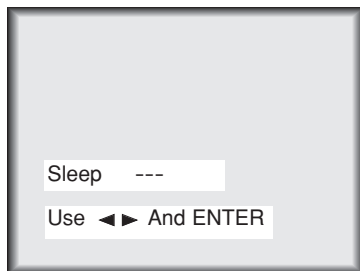 Sleep ---
Use ◄ ► And ENTER